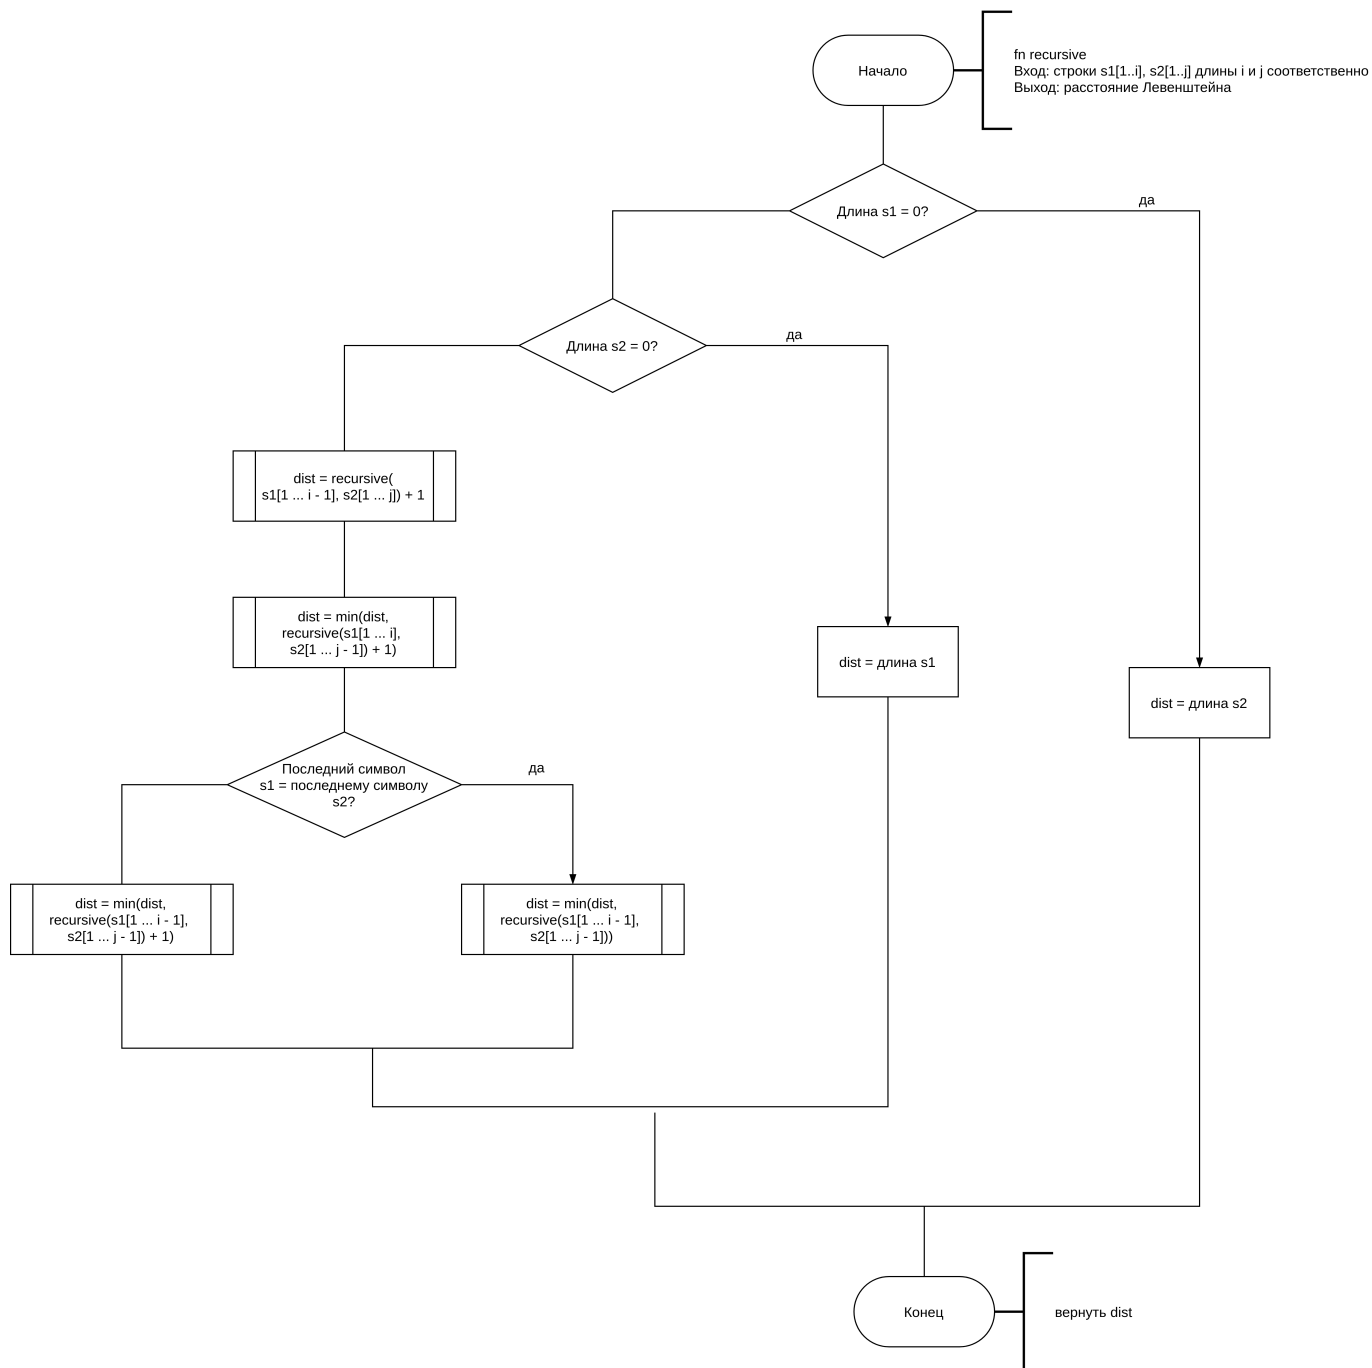 Начало
fn recursive
Вход: строки s1[1..i], s2[1..j] длины i и j соответственно
Выход: расстояние Левенштейна
Длина s1 = 0?
да
Длина s2 = 0?
да
dist = recursive(
s1[1 ... i - 1], s2[1 ... j]) + 1
dist = min(dist,
recursive(s1[1 ... i],
s2[1 ... j - 1]) + 1)
dist = длина s1
dist = длина s2
Последний символ
s1 = последнему символу
s2?
да
dist = min(dist,
recursive(s1[1 ... i - 1],
s2[1 ... j - 1]) + 1)
dist = min(dist,
recursive(s1[1 ... i - 1],
s2[1 ... j - 1]))
Конец
вернуть dist